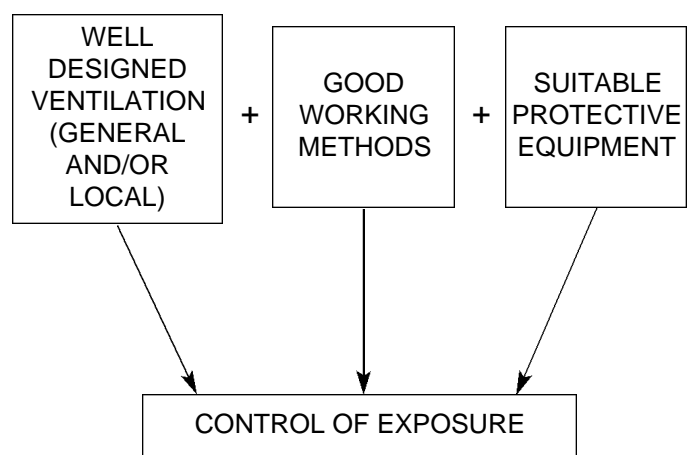 WELL
DESIGNED
VENTILATION
(GENERAL
AND/OR
LOCAL)
+
GOOD
WORKING
METHODS
+
SUITABLE
PROTECTIVE
EQUIPMENT
CONTROL OF EXPOSURE